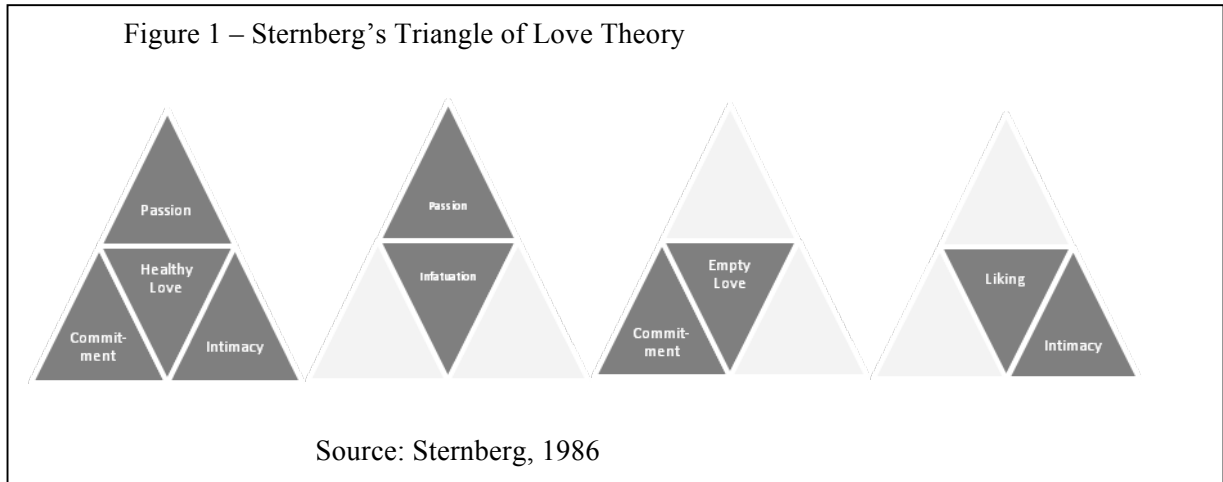 Figure 1 – Sternberg’s Triangle of Love Theory
Passion
Healthy
Love
Commit-
ment
Intimacy
Passion
Infatuation
Empty
Love
Commit-
ment
Liking
Intimacy
Source: Sternberg, 1986